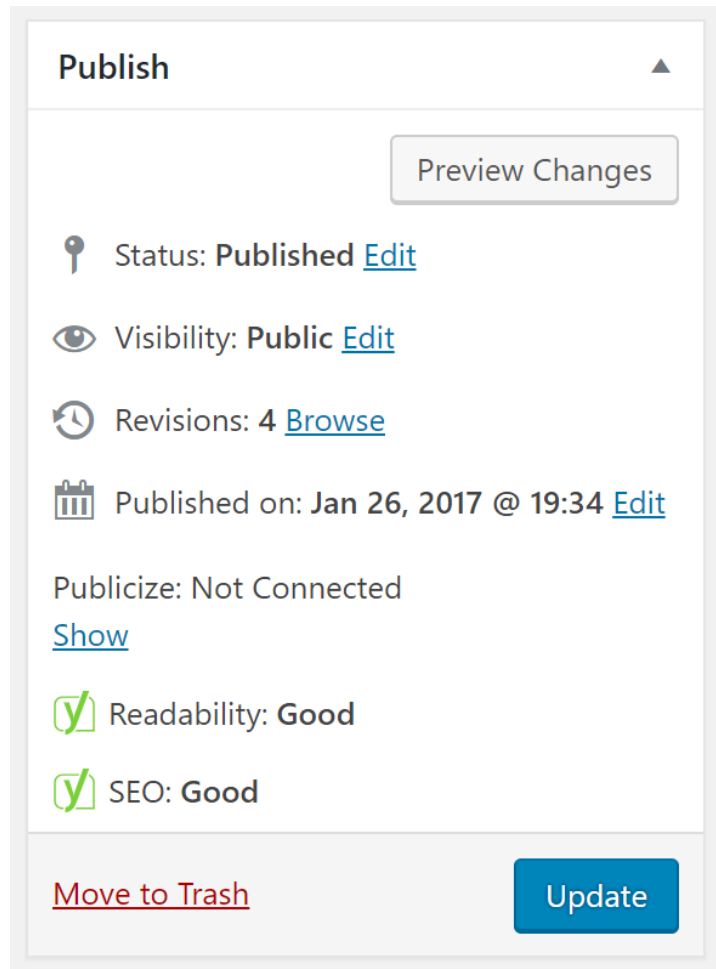 Publish
Preview Changes
Status: Published Edit
Visibility: Public Edit
Revisions: 4 Browse
Published on: Jan 26, 2017 @ 19:34 Edit
Publicize: Not Connected
Show
Readability: Good
SEO: Good
Move to Trash
Update